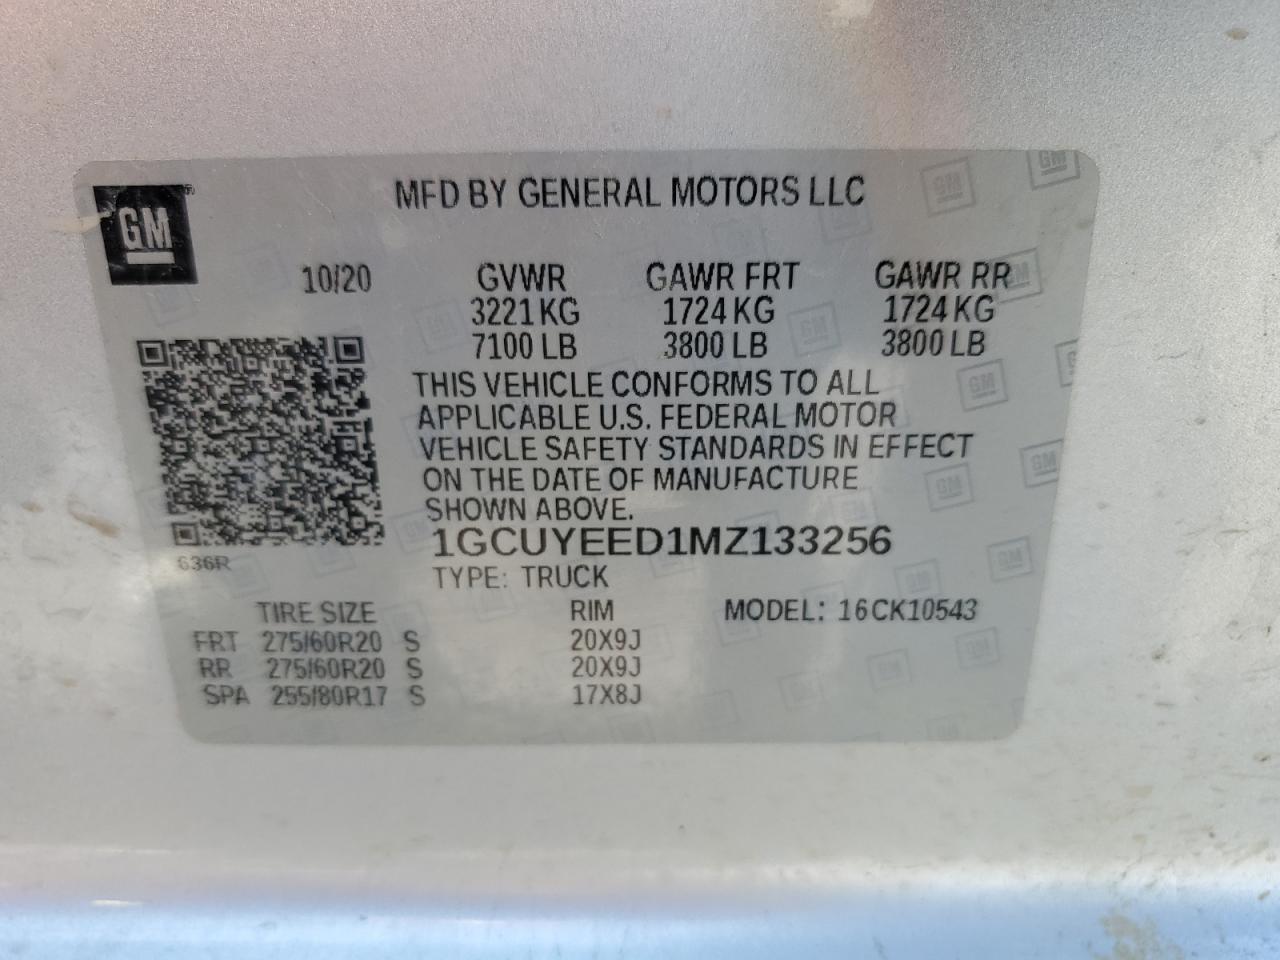 GM
MFD BY GENERAL MOTORS LLC
10/20 GVWR GAWR FRT GAWR RR
3221 KG 1724 KG 1724 KG
7100 LB 3800 LB 3800 LB
THIS VEHICLE CONFORMS TO ALL
APPLICABLE U.S. FEDERAL MOTOR
VEHICLE SAFETY STANDARDS IN EFFECT
ON THE DATE OF MANUFACTURE
SHOWN ABOVE.
1GCUYEED1MZ133256
636R
TYPE: TRUCK
TIRE SIZE RIM MODEL: 16CK10543
FRT 275/60R20 S 20X9J
RR 275/60R20 S 20X9J
SPA 255/80R17 S 17X8J